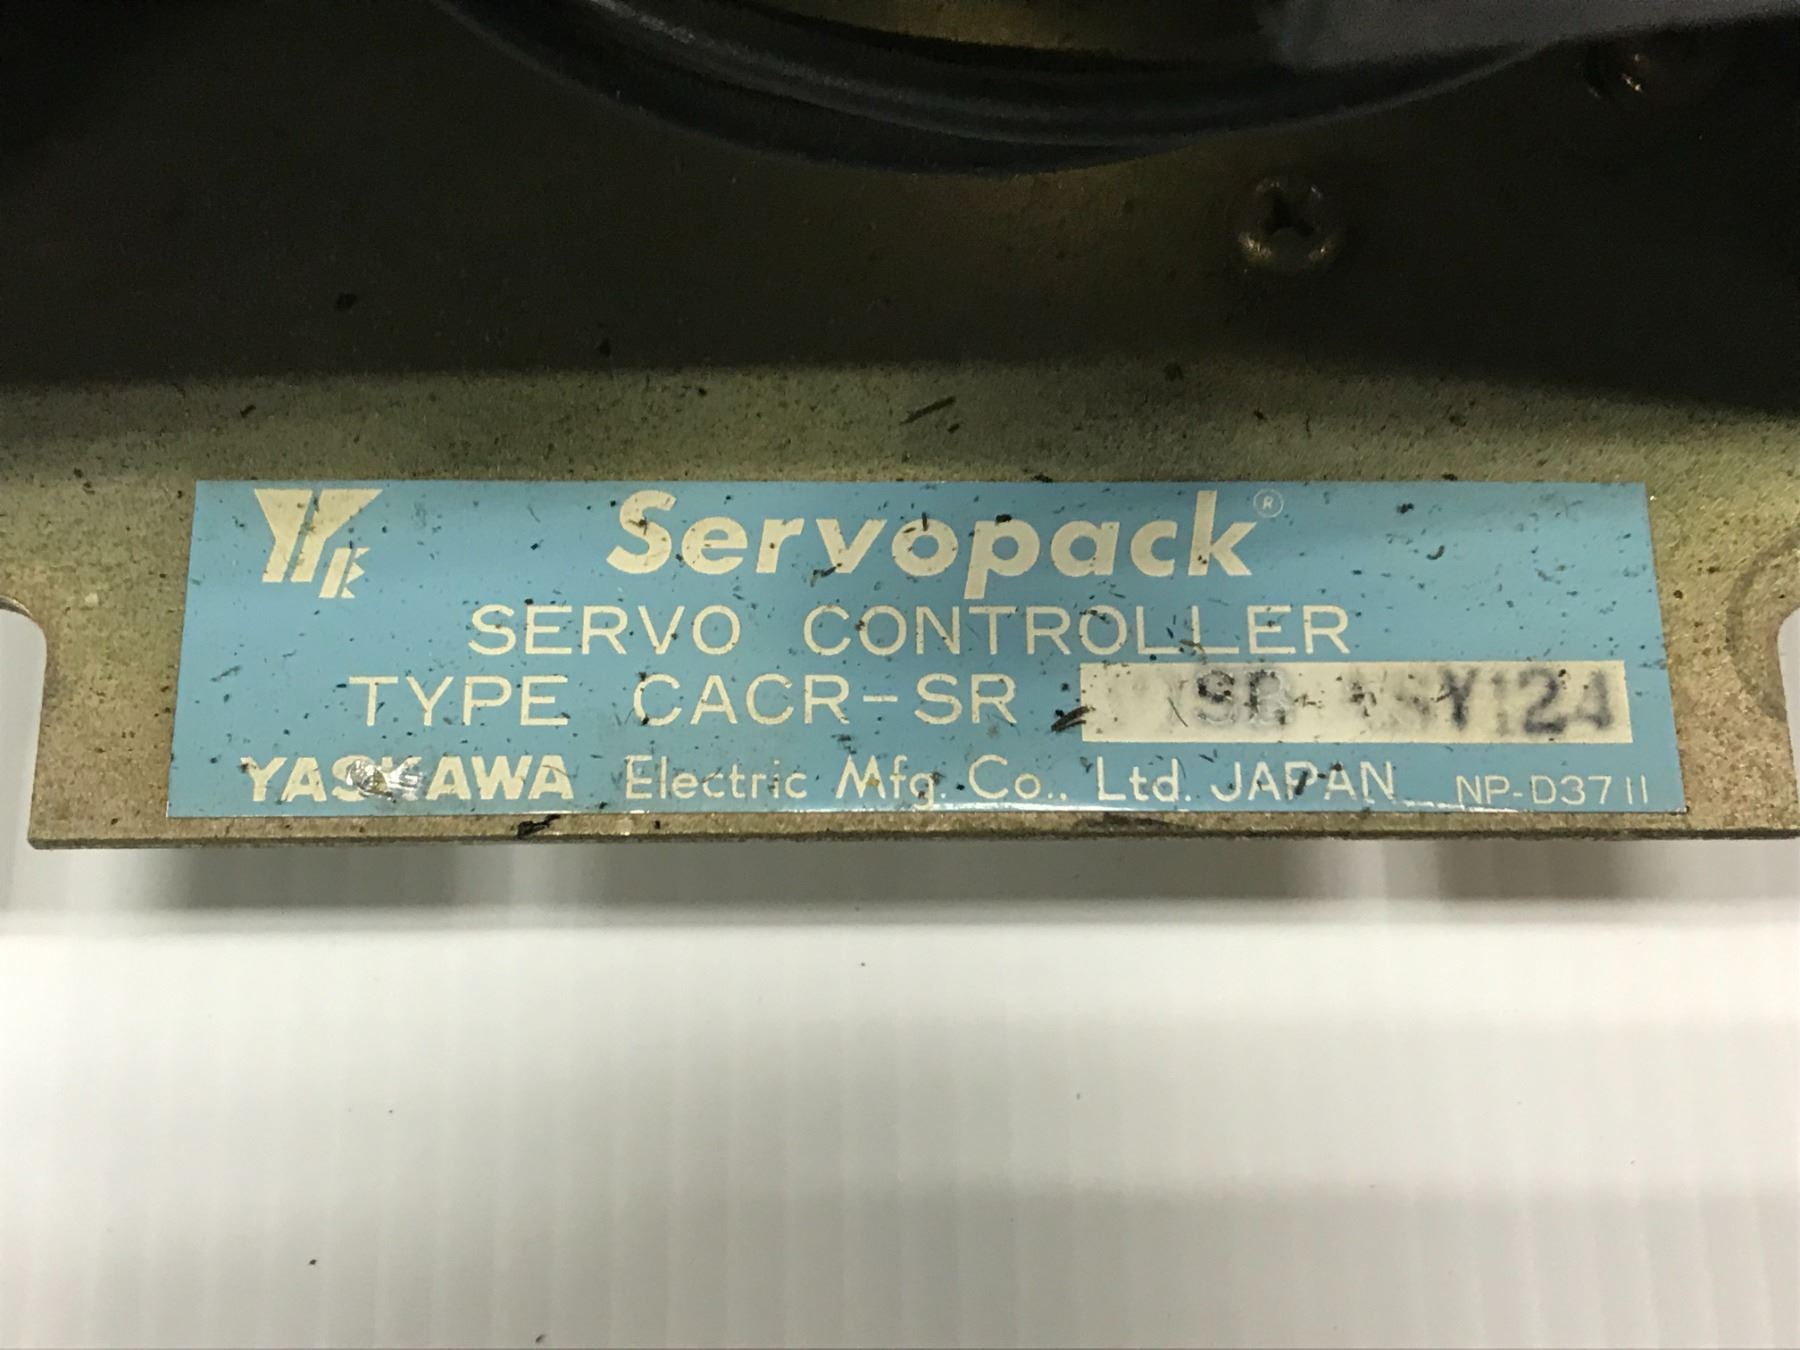 Servopack ®
SERVO CONTROLLER
TYPE CACR-SR
YASKAWA Electric Mfg. Co., Ltd. JAPAN NP-D3711